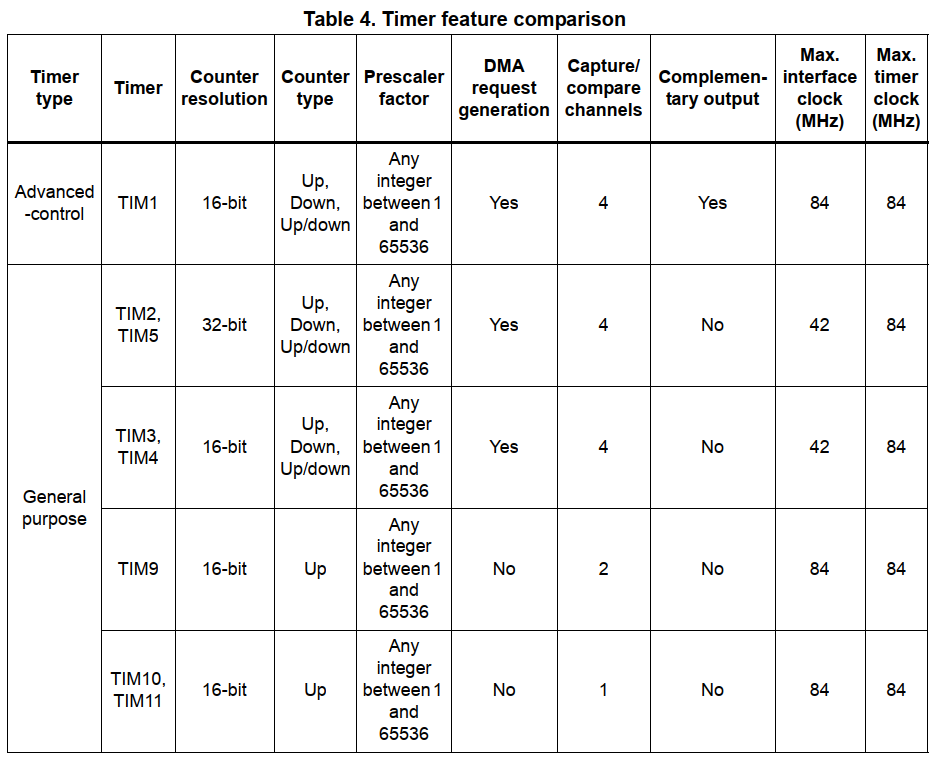 Table 4. Timer feature comparison
Timer
type
Timer
Counter
resolution
Counter
type
Prescaler
factor
DMA
request
generation
Capture/
compare
channels
Complemen-
tary output
Max.
interface
clock
(MHz)
Max.
timer
clock
(MHz)
Advanced
-control
TIM1
16-bit
Up,
Down,
Up/down
Any
integer
between 1
and
65536
Yes
4
Yes
84
84
General
purpose
TIM2,
TIM5
32-bit
Up,
Down,
Up/down
Any
integer
between 1
and
65536
Yes
4
No
42
84
TIM3,
TIM4
16-bit
Up,
Down,
Up/down
Any
integer
between 1
and
65536
Yes
4
No
42
84
TIM9
16-bit
Up
Any
integer
between 1
and
65536
No
2
No
84
84
TIM10,
TIM11
16-bit
Up
Any
integer
between 1
and
65536
No
1
No
84
84